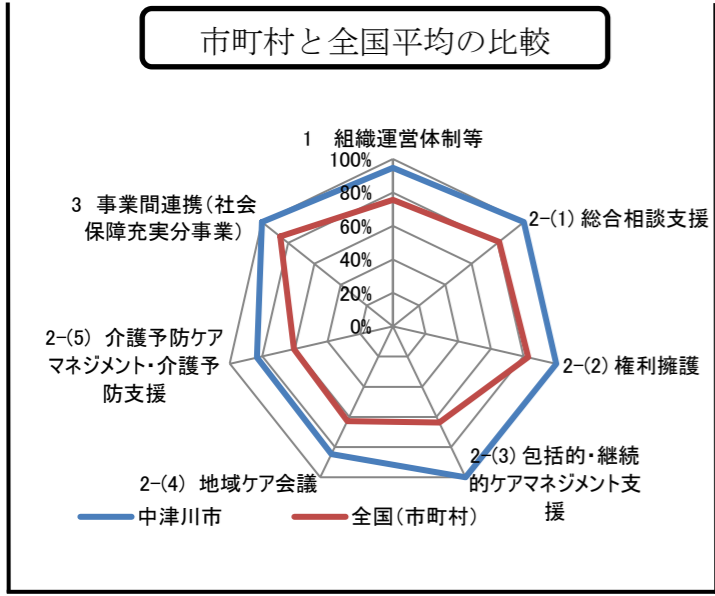 市町村と全国平均の比較
1 組織運営体制等
100%
80%
60%
40%
20%
0%
2-(1) 総合相談支援
2-(2) 権利擁護
2-(3) 包括的・継続
的ケアマネジメント支
援
2-(4) 地域ケア会議
2-(5) 介護予防ケア
マネジメント・介護予
防支援
3 事業間連携(社会
保障充実分事業)
中津川市
全国(市町村)